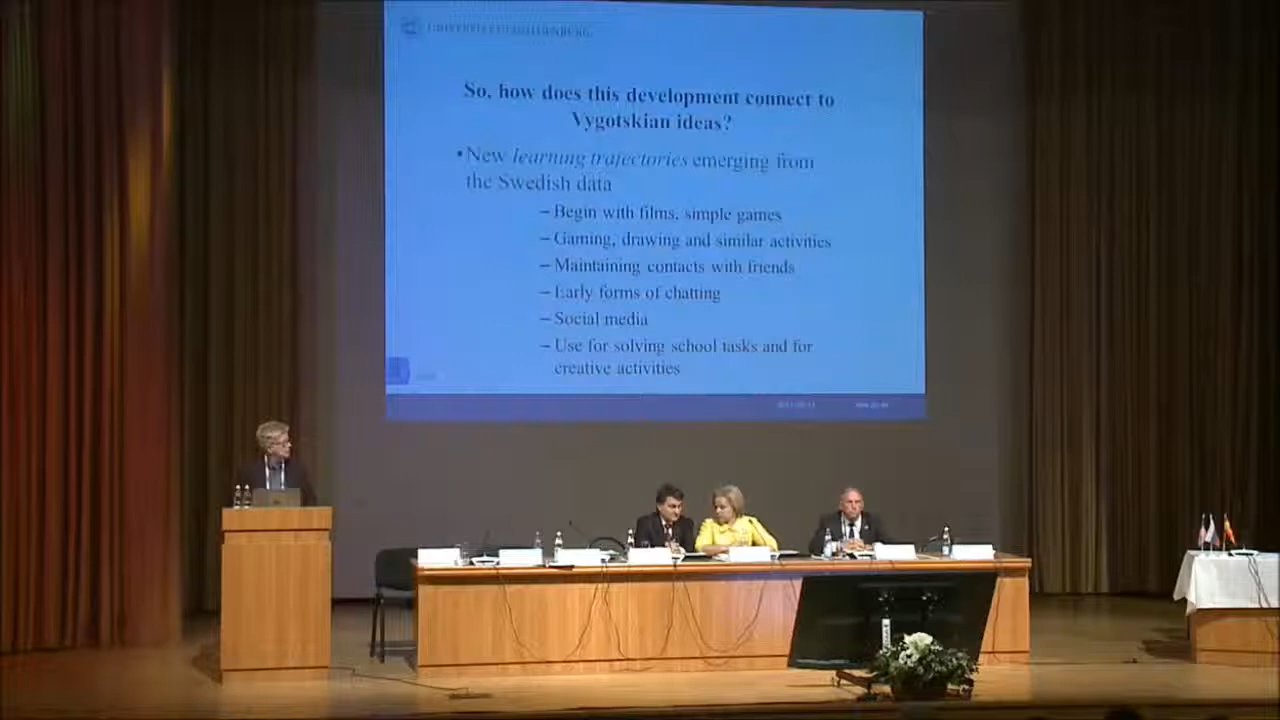 So, how does this development connect to
Vygotskian ideas?
•New learning trajectories emerging from
the Swedish data
– Begin with films, simple games
– Gaming, drawing and similar activities
– Maintaining contacts with friends
– Early forms of chatting
– Social media
– Use for solving school tasks and for
creative activities